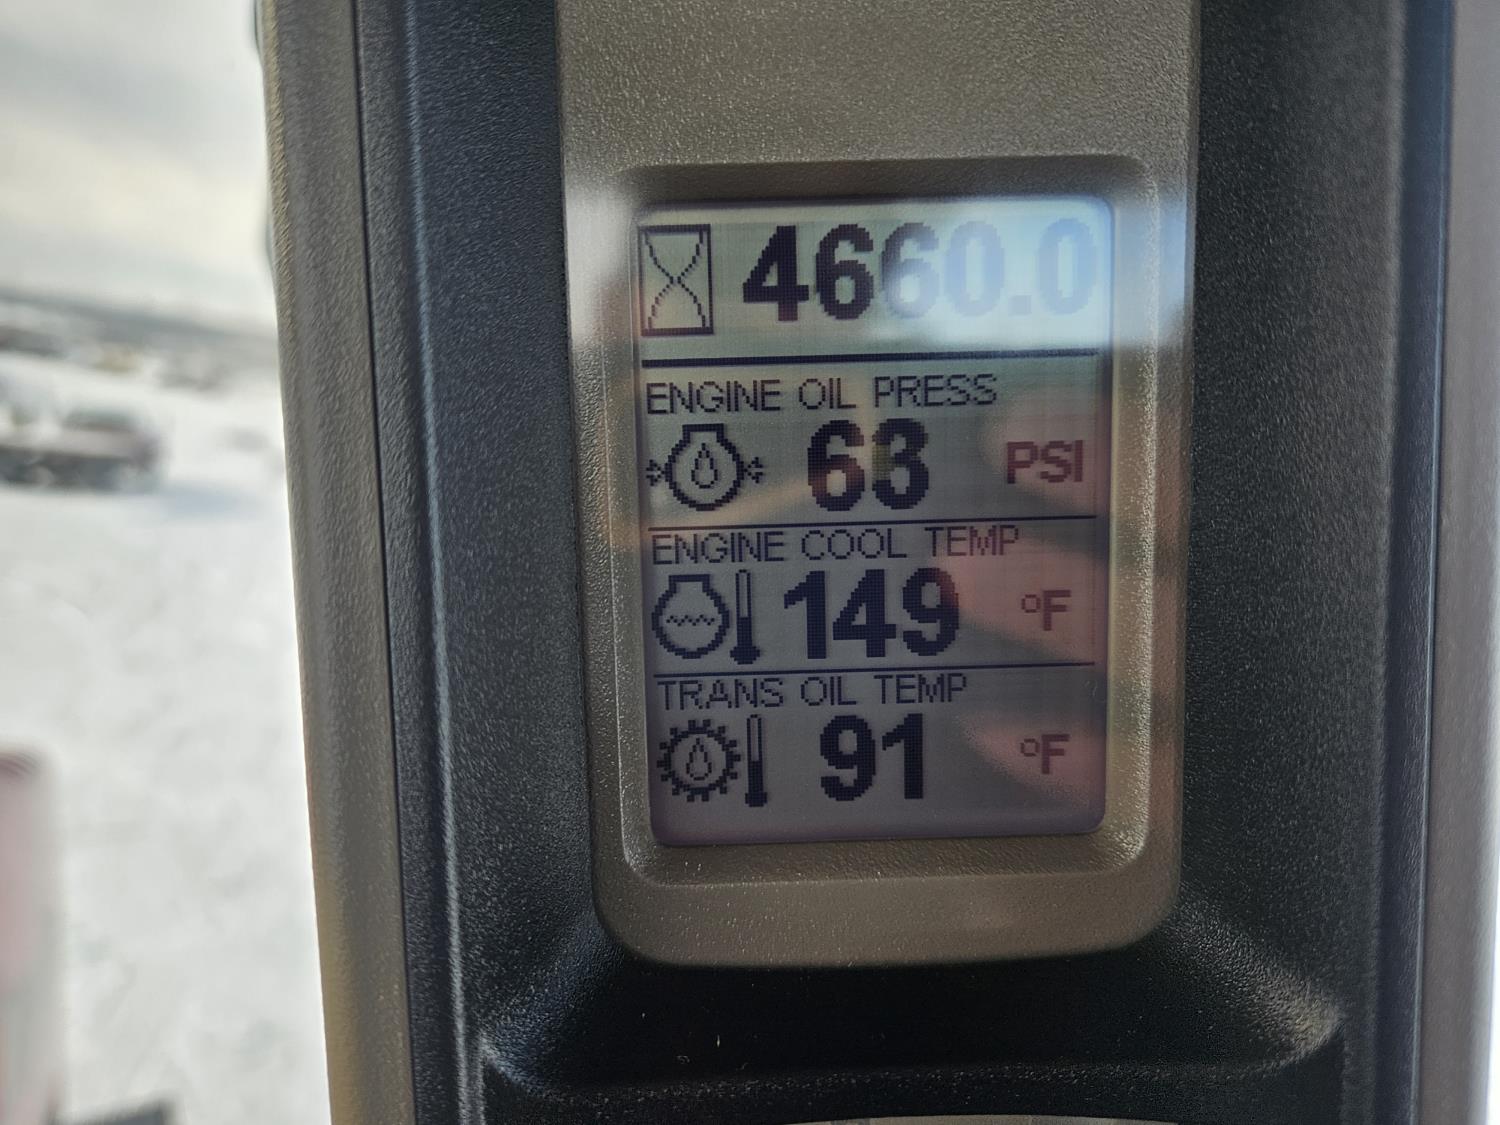 4660.0
ENGINE OIL PRESS
63 PSI
ENGINE COOL TEMP
149 °F
TRANS OIL TEMP
91 °F